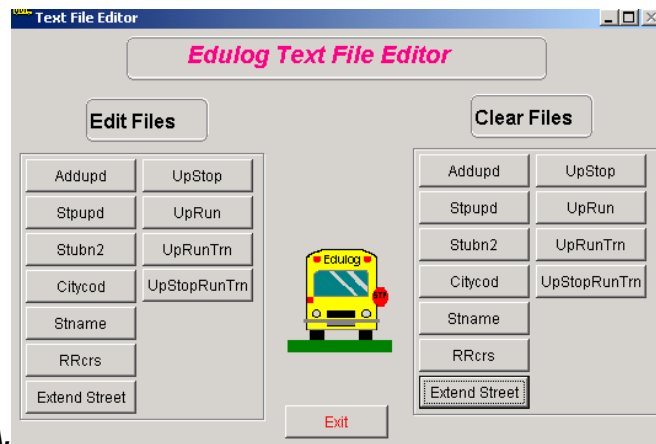 Text File Editor
Edulog Text File Editor
Edit Files
Clear Files
Addupd UpStop
Stpupd UpRun
Stubn2 UpRunTrn
Citycod UpStopRunTrn
Stname
RRcrs
Extend Street
Edulog
Addupd UpStop
Stpupd UpRun
Stubn2 UpRunTrn
Citycod UpStopRunTrn
Stname
RRcrs
Extend Street
Exit